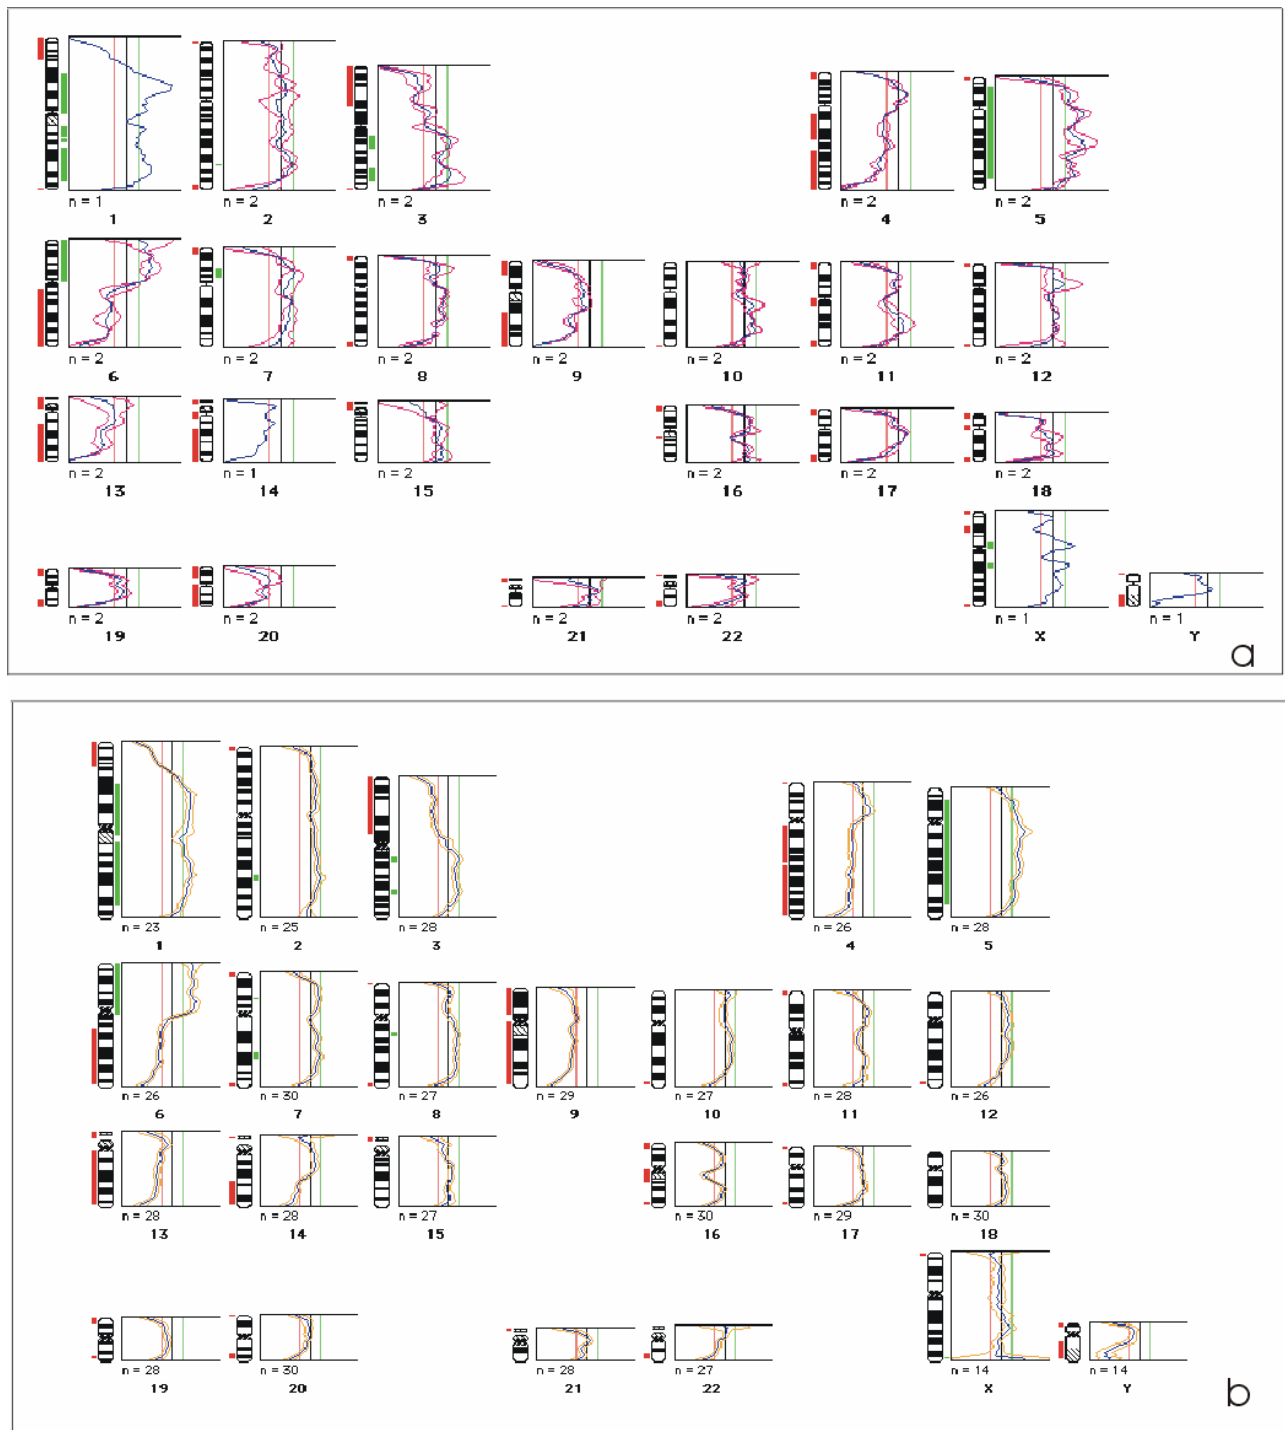 n = 1
n = 2
n = 2
n = 2
n = 2
1
2
3
4
5
n = 2
n = 2
n = 2
n = 2
n = 2
n = 2
n = 2
6
7
8
9
10
11
12
n = 2
n = 1
n = 2
n = 2
n = 2
n = 2
13
14
15
16
17
18
n = 2
n = 2
n = 2
n = 2
n = 1
n = 1
19
20
21
22
X
Y
a
n = 23
n = 25
n = 28
n = 26
n = 28
1
2
3
4
5
n = 26
n = 30
n = 27
n = 29
n = 27
n = 28
n = 26
6
7
8
9
10
11
12
n = 28
n = 28
n = 27
n = 30
n = 29
n = 30
13
14
15
16
17
18
n = 28
n = 30
n = 28
n = 27
n = 14
n = 14
19
20
21
22
X
Y
b